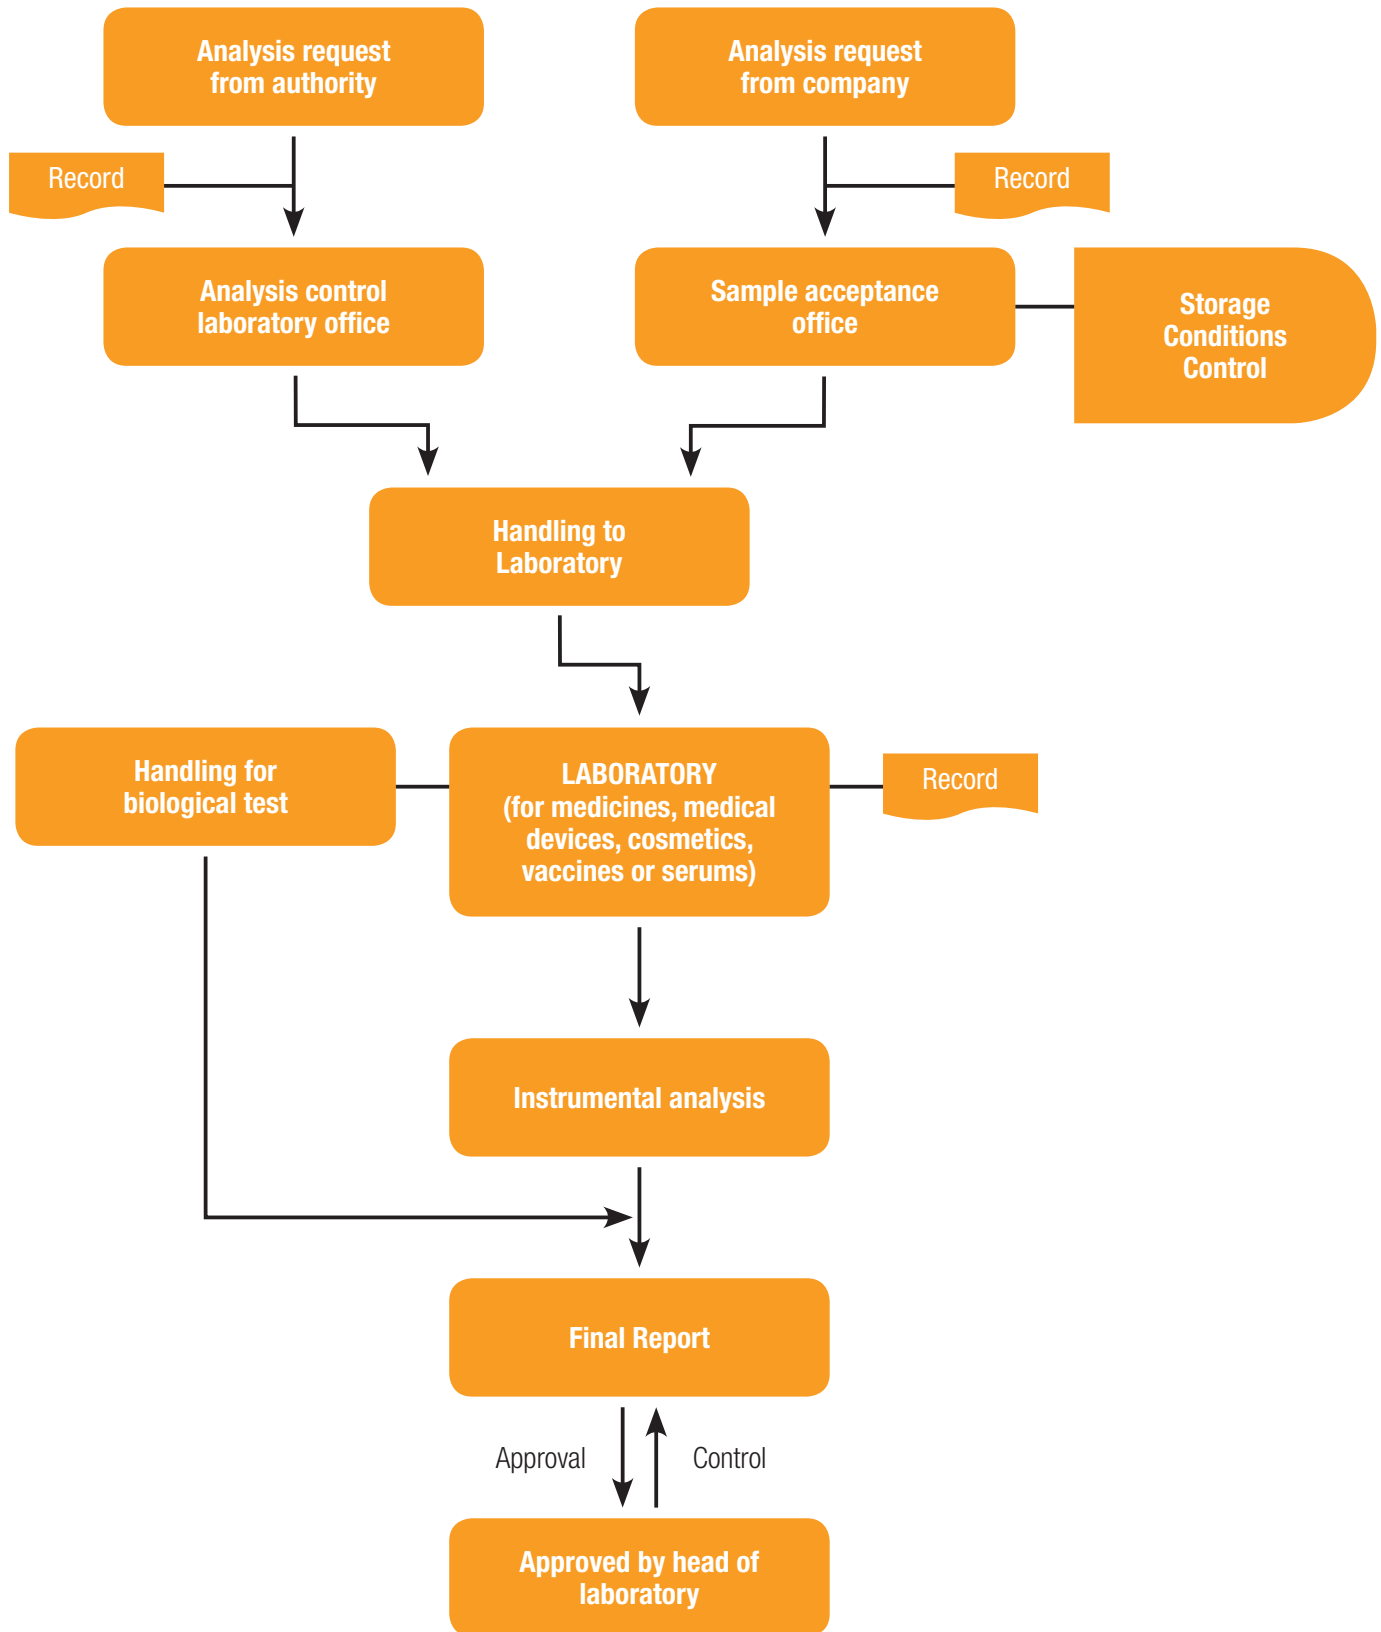 Analysis request
from authority
Analysis request
from company
Record
Record
Analysis control
laboratory office
Sample acceptance
office
Storage
Conditions
Control
Handling to
Laboratory
Handling for
biological test
LABORATORY
(for medicines, medical
devices, cosmetics,
vaccines or serums)
Record
Instrumental analysis
Final Report
Approval
Control
Approved by head of
laboratory